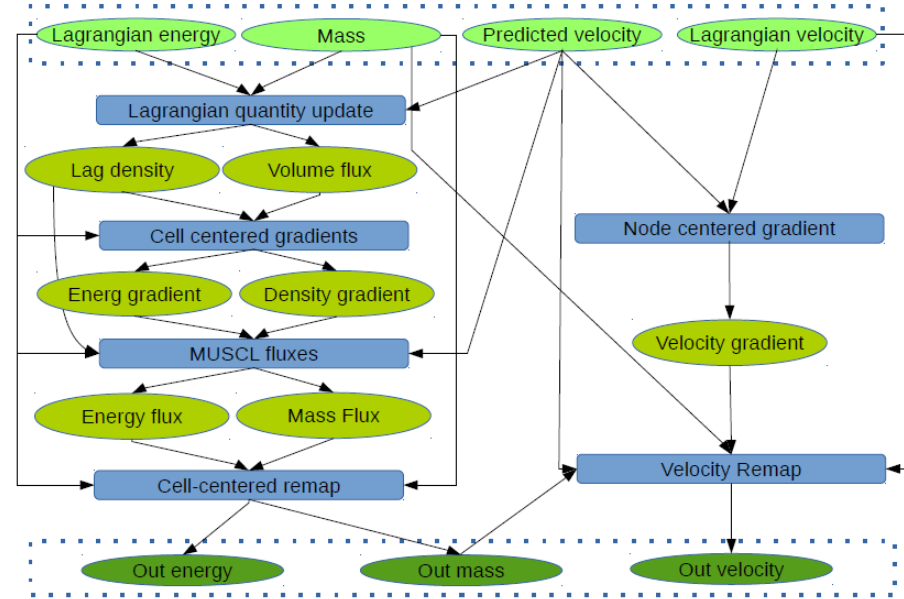 Lagrangian energy
Mass
Predicted velocity
Lagrangian velocity
Lagrangian quantity update
Lag density
Volume flux
Cell centered gradients
Node centered gradient
Energ gradient
Density gradient
MUSCL fluxes
Velocity gradient
Energy flux
Mass Flux
Cell-centered remap
Velocity Remap
Out energy
Out mass
Out velocity